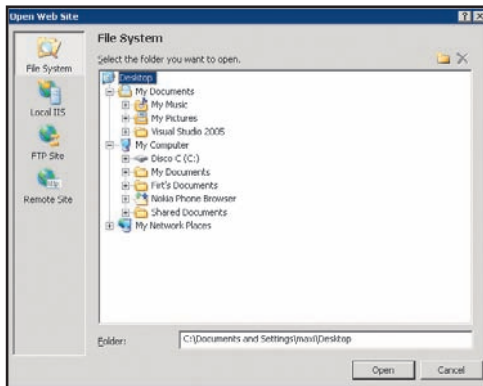 Open Web Site
File System
Local IIS
FTP Site
Remote Site
File System
Select the folder you want to open.
Desktop
My Documents
My Music
My Pictures
Visual Studio 2005
My Computer
Disco C (C:)
My Documents
Firt's Documents
Nokia Phone Browser
Shared Documents
My Network Places
Folder:
C:\Documents and Settings\maxi\Desktop
Open
Cancel